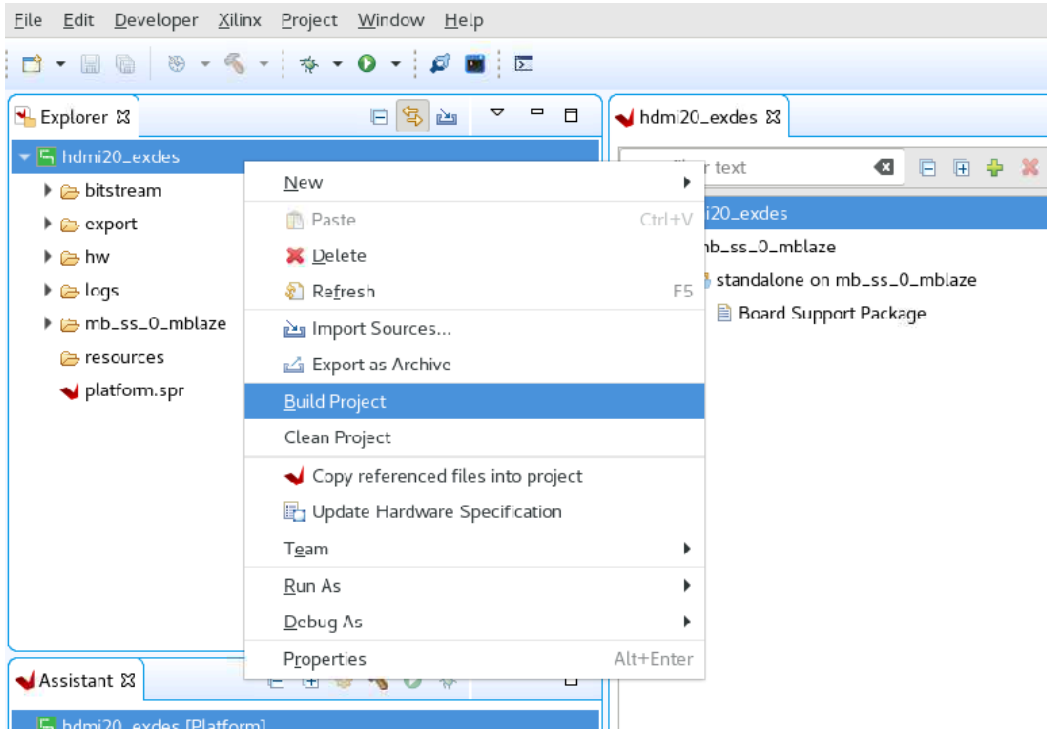 File Edit Developer Xilinx Project Window Help
Explorer
hdmi20_exdes
bitstream
export
hw
logs
mb_ss_0_mblaze
resources
platform.spr
New
Paste Ctrl+V
Delete
Refresh F5
Import Sources...
Export as Archive
Build Project
Clean Project
Copy referenced files into project
Update Hardware Specification
Team
Run As
Debug As
Properties Alt+Enter
hdmi20_exdes
r text
i20_exdes
mb_ss_0_mblaze
standalone on mb_ss_0_mblaze
Board Support Package
Assistant
hdmi20_exdes [Platform]